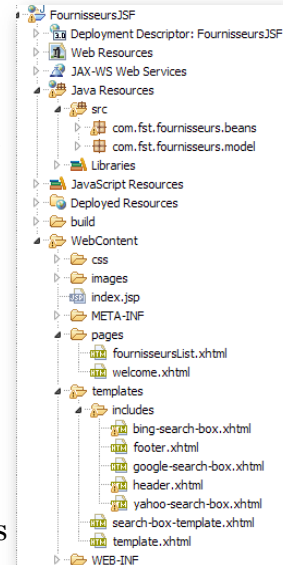 FournisseursJSF
Deployment Descriptor: FournisseursJSF
Web Resources
JAX-WS Web Services
Java Resources
src
com.fst.fournisseurs.beans
com.fst.fournisseurs.model
Libraries
JavaScript Resources
Deployed Resources
build
WebContent
css
images
index.jsp
META-INF
pages
fournisseursList.xhtml
welcome.xhtml
templates
includes
bing-search-box.xhtml
footer.xhtml
google-search-box.xhtml
header.xhtml
yahoo-search-box.xhtml
s search-box-template.xhtml
template.xhtml
WEB-INF